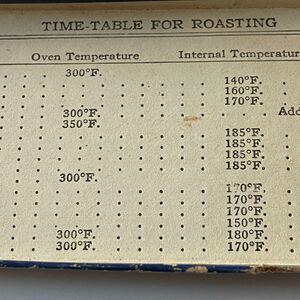 TIME-TABLE FOR ROASTING
Oven Temperature Internal Temperatur
300°F.
140°F.
160°F.
170°F.
300°F. Add
350°F.
185°F.
185°F.
185°F.
185°F.
300°F.
170°F.
170°F.
170°F.
150°F.
300°F. 180°F.
300°F. 170°F.